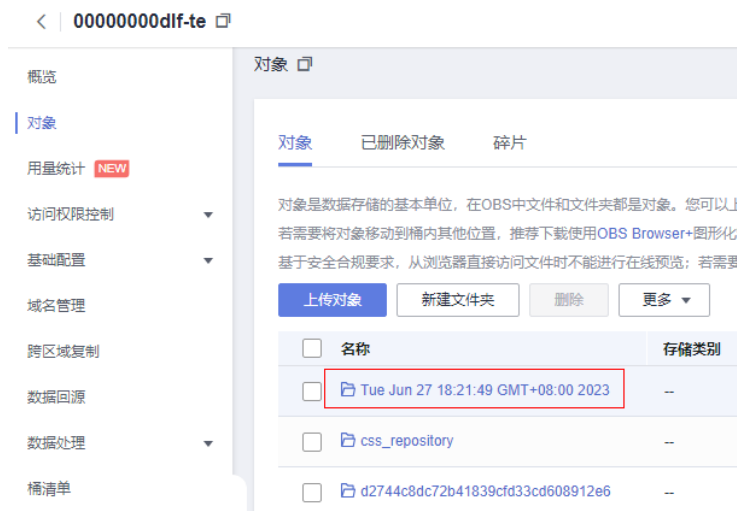 00000000dlf-te
概览
对象
用量统计 NEW
访问权限控制
基础配置
域名管理
跨区域复制
数据回源
数据处理
桶清单
对象
对象 已删除对象 碎片
对象是数据存储的基本单位，在OBS中文件和文件夹都是对象。您可以上
若需要将对象移动到桶内其他位置，推荐下载使用OBS Browser+图形化
基于安全合规要求，从浏览器直接访问文件时不能进行在线预览；若需要
上传对象 新建文件夹 删除 更多
名称 存储类别
Tue Jun 27 18:21:49 GMT+08:00 2023 --
css_repository --
d2744c8dc72b41839cfd33cd608912e6 --